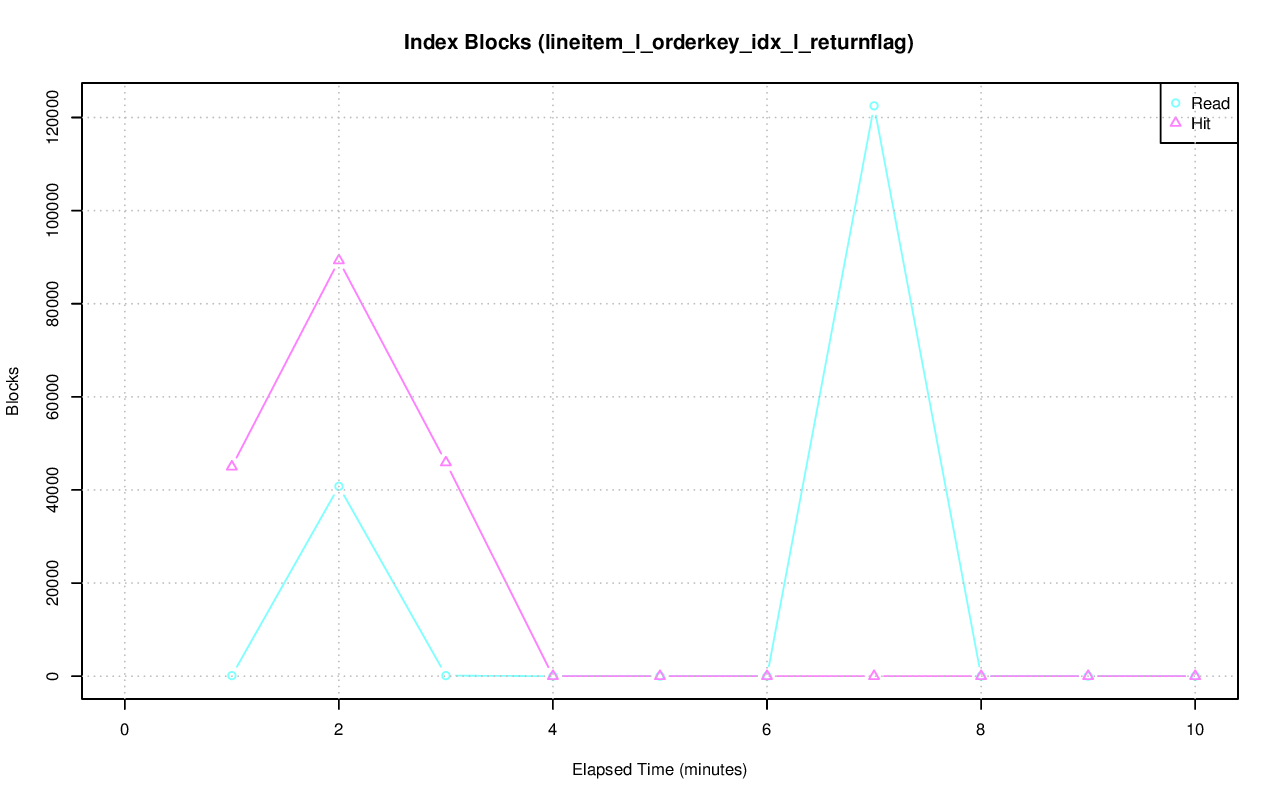 Index Blocks (lineitem_l_orderkey_idx_l_returnflag)
Read
Hit
120000
100000
80000
60000
40000
20000
0
Blocks
0 2 4 6 8 10
Elapsed Time (minutes)